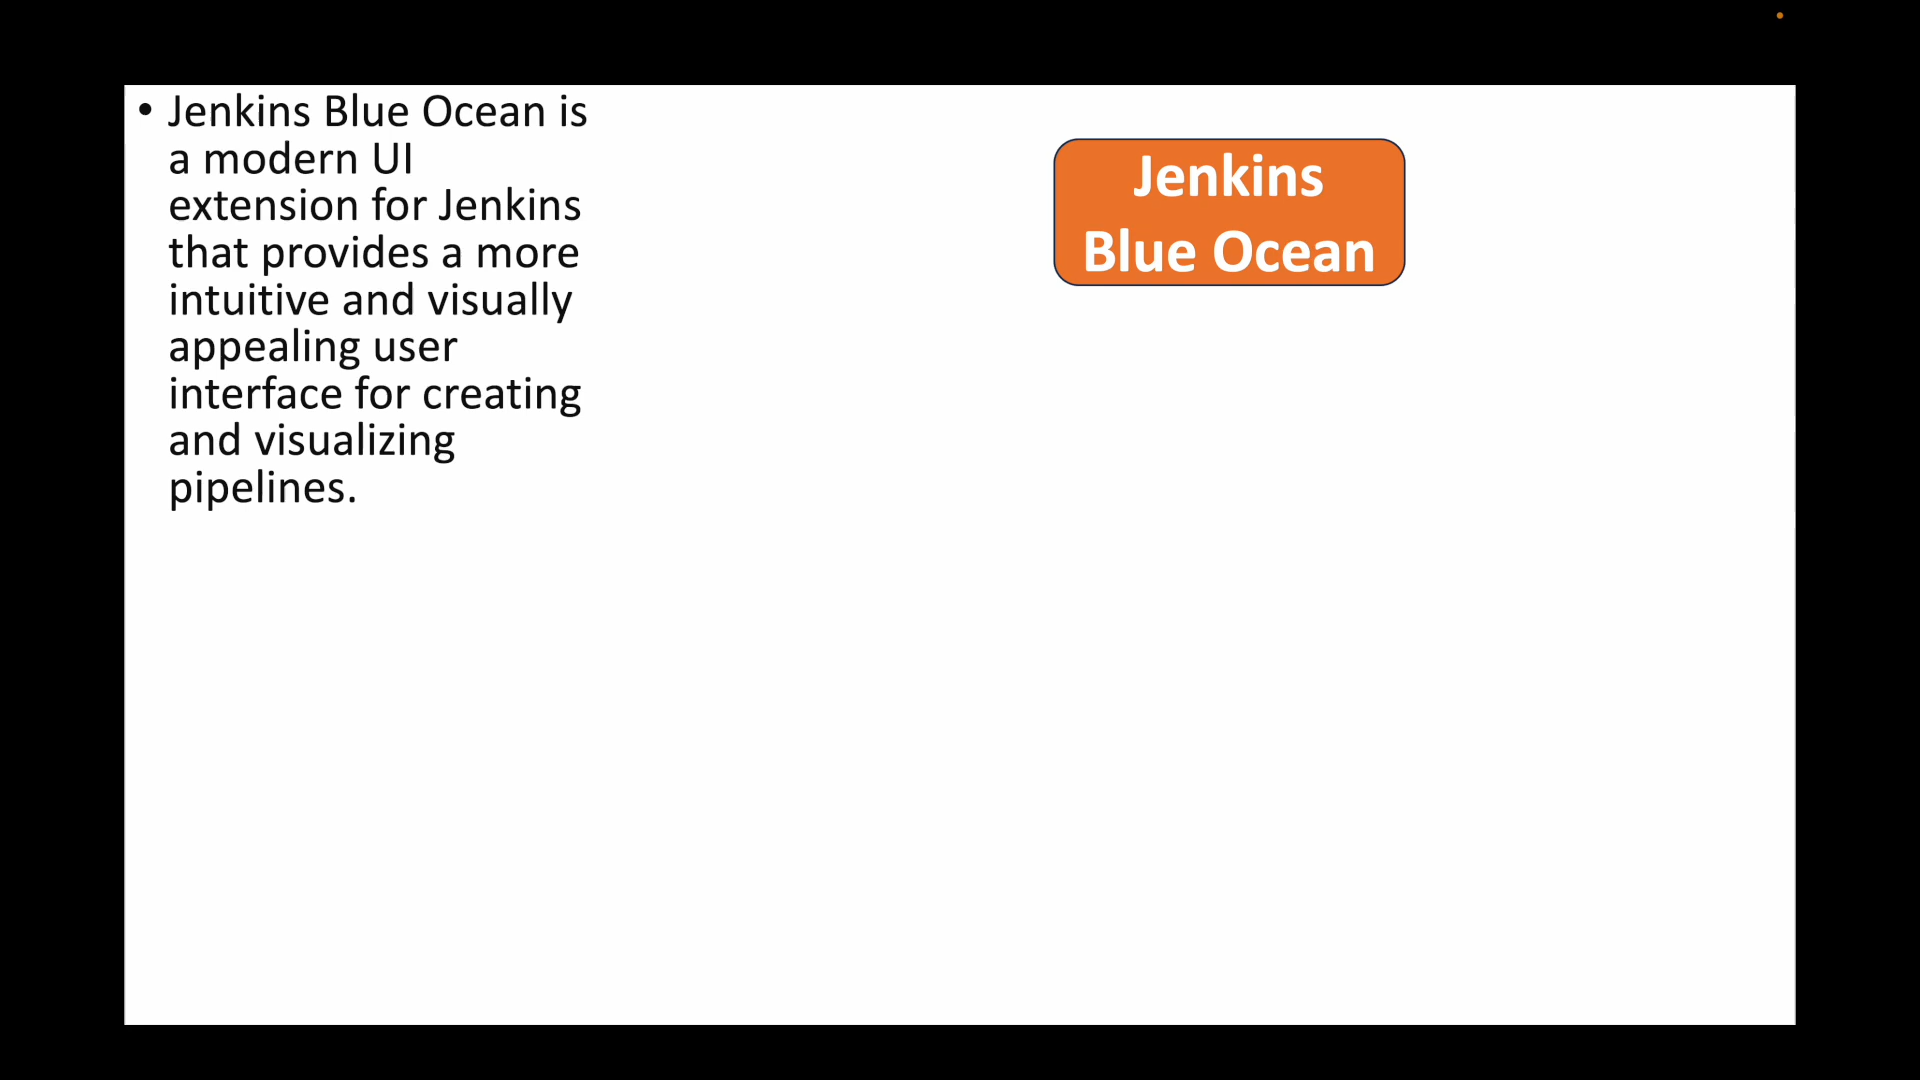 • Jenkins Blue Ocean is
a modern UI
extension for Jenkins
that provides a more
intuitive and visually
appealing user
interface for creating
and visualizing
pipelines.
Jenkins
Blue Ocean